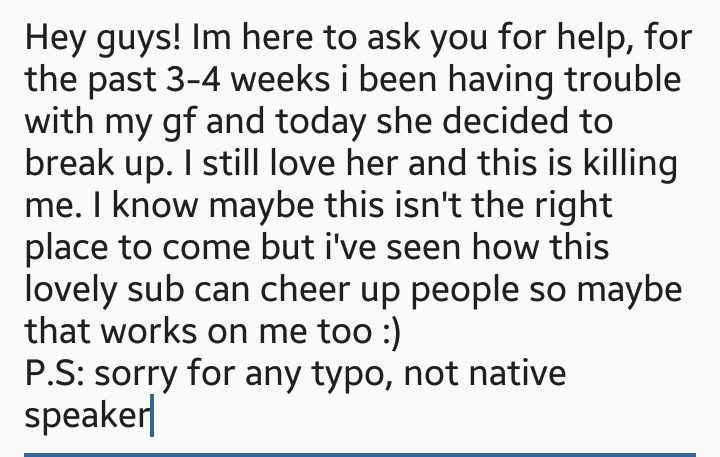 Hey guys! Im here to ask you for help, for
the past 3-4 weeks i been having trouble
with my gf and today she decided to
break up. I still love her and this is killing
me. I know maybe this isn't the right
place to come but i've seen how this
lovely sub can cheer up people so maybe
that works on me too :)
P.S: sorry for any typo, not native
speaker